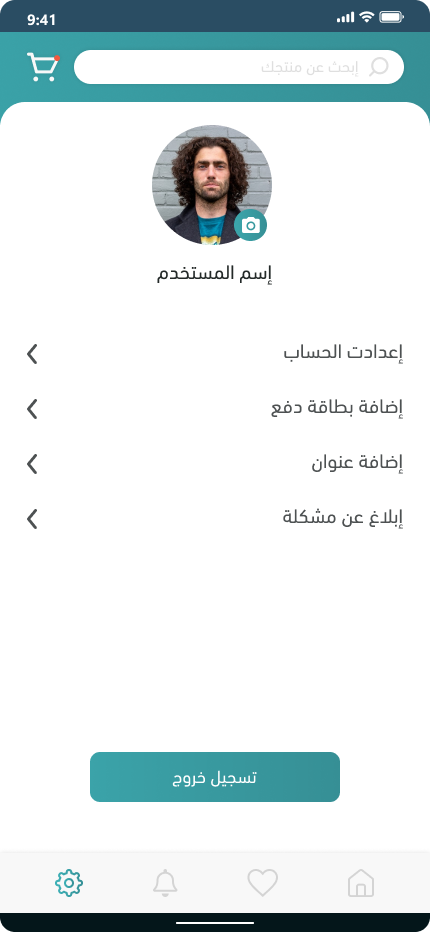 9:41
إبحث عن منتجك
إسم المستخدم
إعدادت الحساب
إضافة بطاقة دفع
إضافة عنوان
إبلاغ عن مشكلة
تسجيل خروج